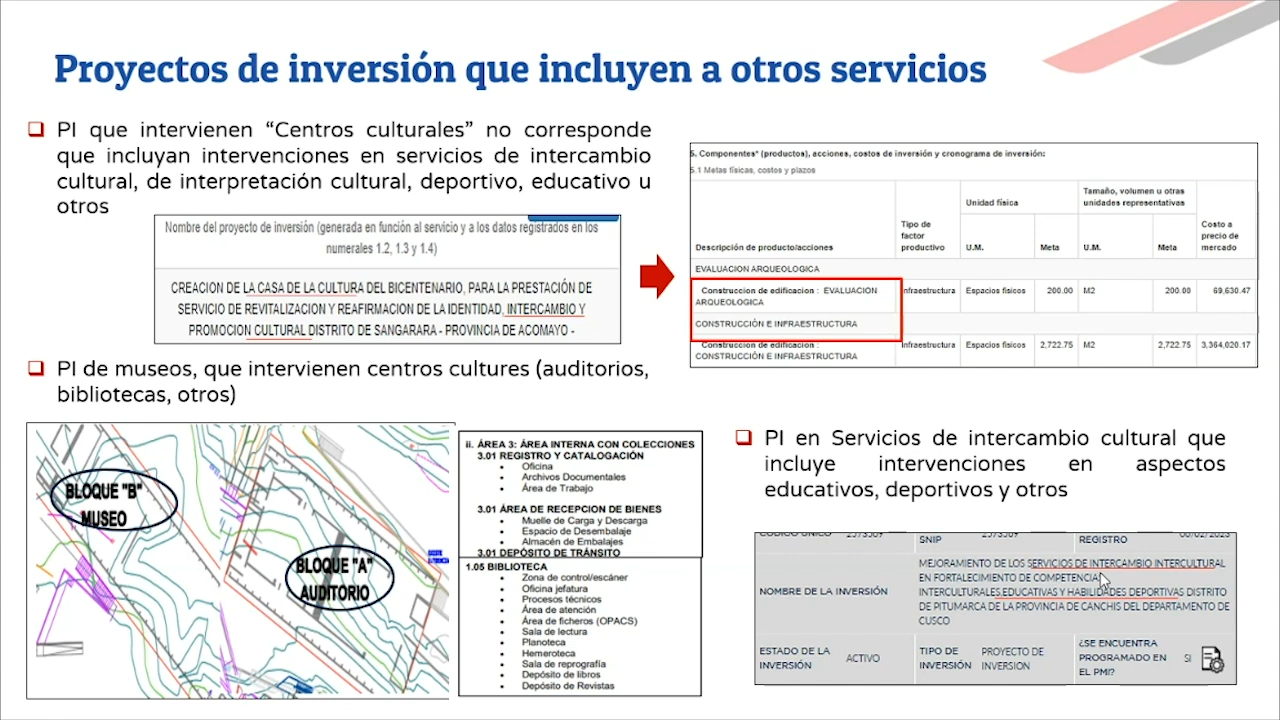 Proyectos de inversión que incluyen a otros servicios
PI que intervienen “Centros culturales” no corresponde
que incluyan intervenciones en servicios de intercambio
cultural, de interpretación cultural, deportivo, educativo u
otros
Nombre del proyecto de inversión (generada en función al servicio y a los datos registrados en los
numerales 1.2, 1.3 y 1.4)
CREACION DE LA CASA DE LA CULTURA DEL BICENTENARIO, PARA LA PRESTACIÓN DE
SERVICIO DE REVITALIZACION Y REAFIRMACION DE LA IDENTIDAD, INTERCAMBIO Y
PROMOCION CULTURAL DISTRITO DE SANGARARA - PROVINCIA DE ACOMAYO -
5. Componentes* (productos), acciones, costos de inversión y cronograma de inversión:
5.1 Metas físicas, costos y plazos
Descripción de producto/acciones
Tipo de
factor
productivo
Unidad física
U.M.
Meta
Tamaño, volumen u otras
unidades representativas
U.M.
Meta
Costo a
precio de
mercado
EVALUACION ARQUEOLOGICA
Construccion de edificacion : EVALUACION
ARQUEOLOGICA
Infraestructura Espacios fisicos 200.00 M2 200.00 69,630.47
CONSTRUCCIÓN E INFRAESTRUCTURA
Construccion de edificacion :
CONSTRUCCIÓN E INFRAESTRUCTURA
Infraestructura Espacios fisicos 2,722.75 M2 2,722.75 3,364,020.17
PI de museos, que intervienen centros cultures (auditorios,
bibliotecas, otros)
BLOQUE "B"
MUSEO
BLOQUE "A"
AUDITORIO
ii. ÁREA 3: ÁREA INTERNA CON COLECCIONES
3.01 REGISTRO Y CATALOGACIÓN
Oficina
Archivos Documentales
Área de Trabajo
3.01 ÁREA DE RECEPCION DE BIENES
Muelle de Carga y Descarga
Espacio de Desembalaje
Almacén de Embalajes
3.01 DEPÓSITO DE TRÁNSITO
1.05 BIBLIOTECA
Zona de control/escáner
Oficina jefatura
Procesos técnicos
Área de atención
Área de ficheros (OPACS)
Sala de lectura
Planoteca
Hemeroteca
Sala de reprografía
Depósito de libros
Depósito de Revistas
PI en Servicios de intercambio cultural que
incluye intervenciones en aspectos
educativos, deportivos y otros
CÓDIGO ÚNICO
SNIP
REGISTRO
NOMBRE DE LA INVERSIÓN
MEJORAMIENTO DE LOS SERVICIOS DE INTERCAMBIO INTERCULTURAL
EN FORTALECIMIENTO DE COMPETENCIA
INTERCULTURALES,EDUCATIVAS Y HABILIDADES DEPORTIVAS DISTRITO
DE PITUMARCA DE LA PROVINCIA DE CANCHIS DEL DEPARTAMENTO DE
CUSCO
ESTADO DE LA
INVERSIÓN
ACTIVO
TIPO DE
INVERSIÓN
PROYECTO DE
INVERSION
¿SE ENCUENTRA
PROGRAMADO EN
EL PMI?
SI